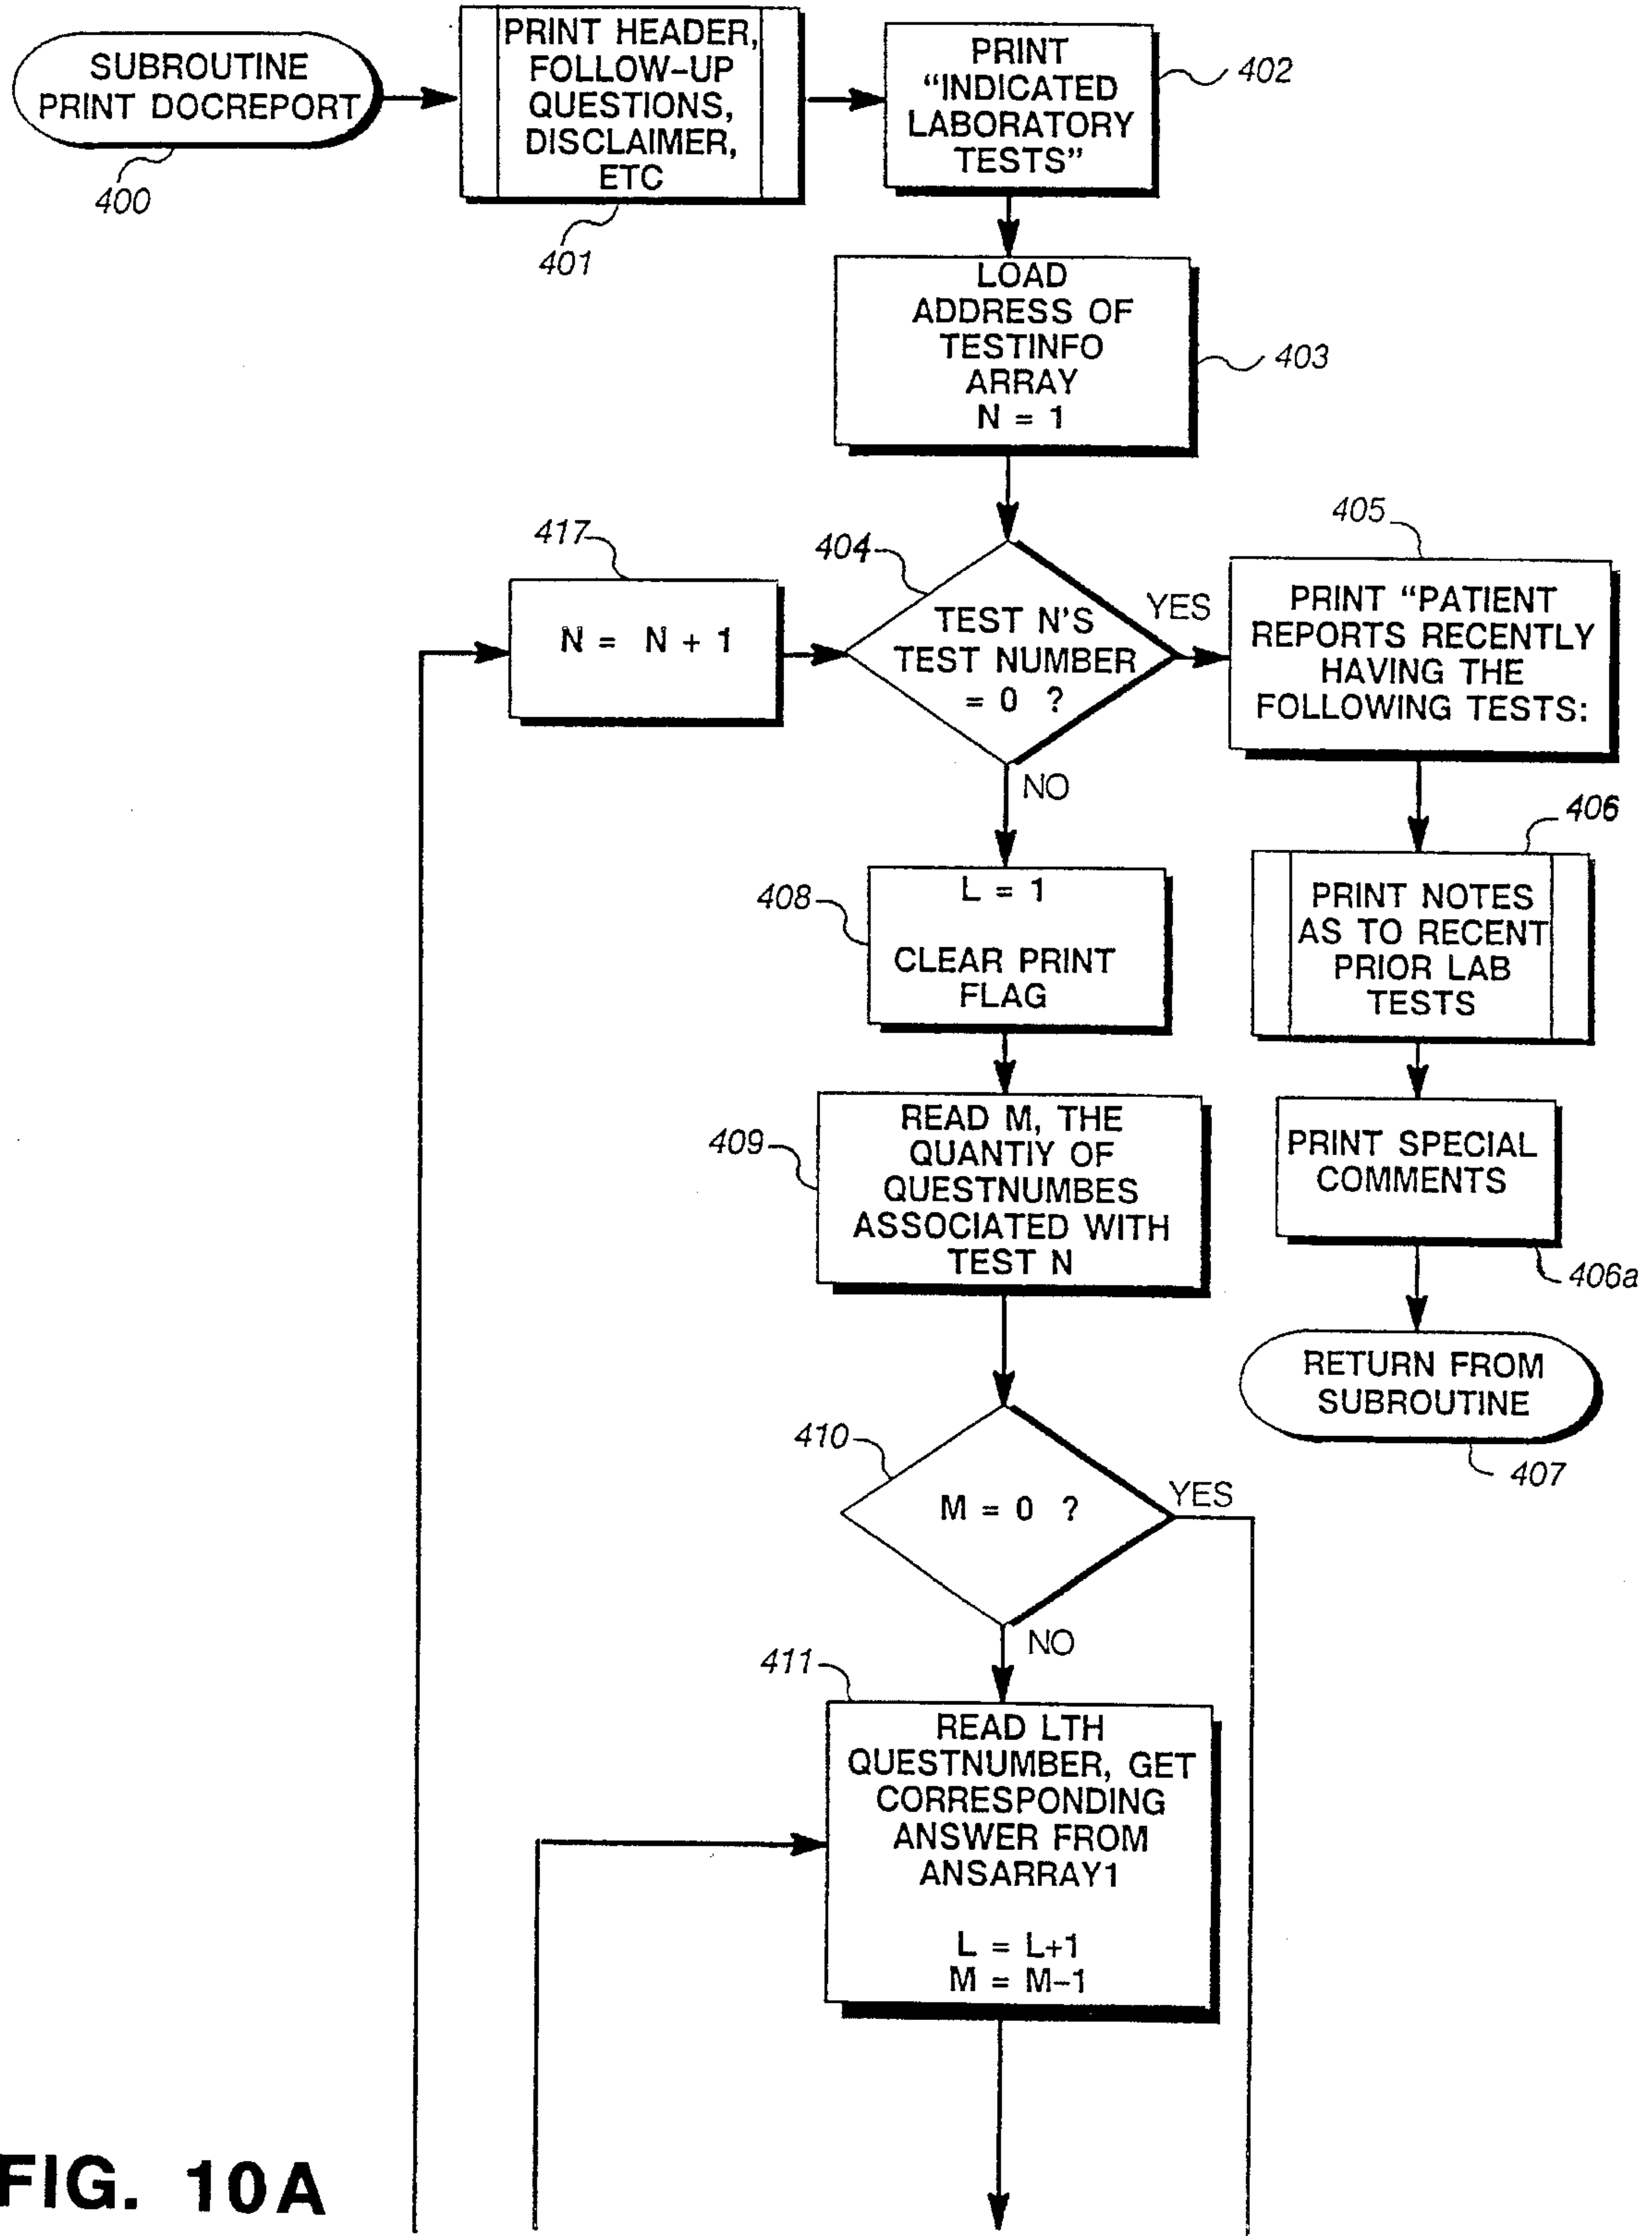 SUBROUTINE
PRINT DOCREPORT
400
PRINT HEADER,
FOLLOW-UP
QUESTIONS,
DISCLAIMER,
ETC
401
PRINT
“INDICATED
LABORATORY
TESTS”
402
LOAD
ADDRESS OF
TESTINFO
ARRAY
N = 1
403
417
N = N + 1
404
TEST N'S
TEST NUMBER
= 0 ?
YES
NO
405
PRINT “PATIENT
REPORTS RECENTLY
HAVING THE
FOLLOWING TESTS:
406
PRINT NOTES
AS TO RECENT
PRIOR LAB
TESTS
PRINT SPECIAL
COMMENTS
406a
RETURN FROM
SUBROUTINE
407
408
L = 1
CLEAR PRINT
FLAG
409
READ M, THE
QUANTIY OF
QUESTNUMBES
ASSOCIATED WITH
TEST N
410
M = 0 ?
YES
NO
411
READ LTH
QUESTNUMBER, GET
CORRESPONDING
ANSWER FROM
ANSARRAY1
L = L+1
M = M-1
FIG. 10A